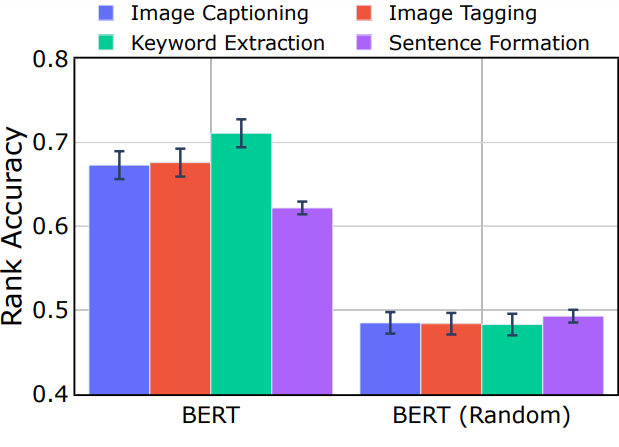 Image Captioning Image Tagging
Keyword Extraction Sentence Formation
Rank Accuracy
0.8
0.7
0.6
0.5
0.4
BERT BERT (Random)